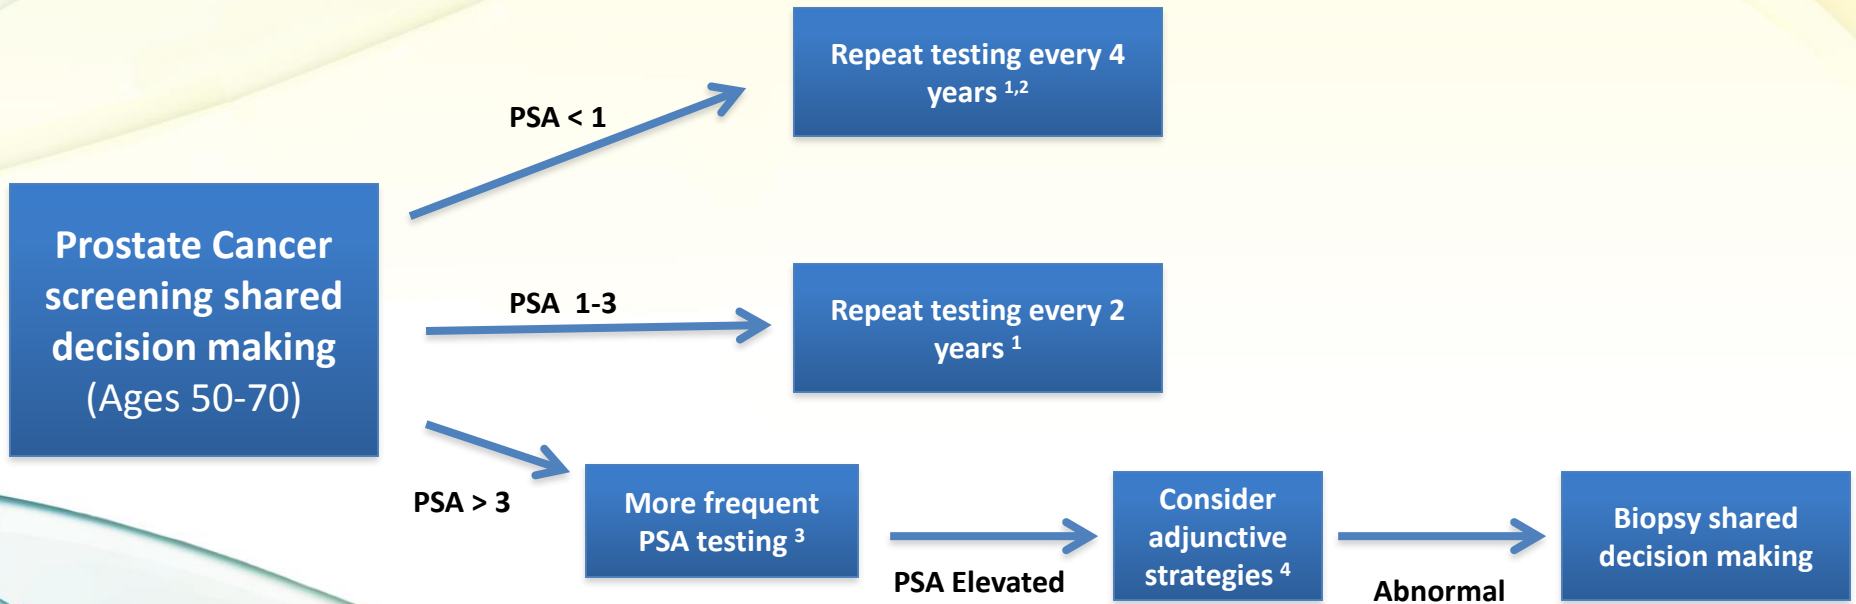 Prostate Cancer
screening shared
decision making
(Ages 50-70)
PSA < 1
Repeat testing every 4
years 1,2
PSA 1-3
Repeat testing every 2
years 1
PSA > 3
More frequent
PSA testing 3
PSA Elevated
Consider
adjunctive
strategies 4
Abnormal
Biopsy shared
decision making